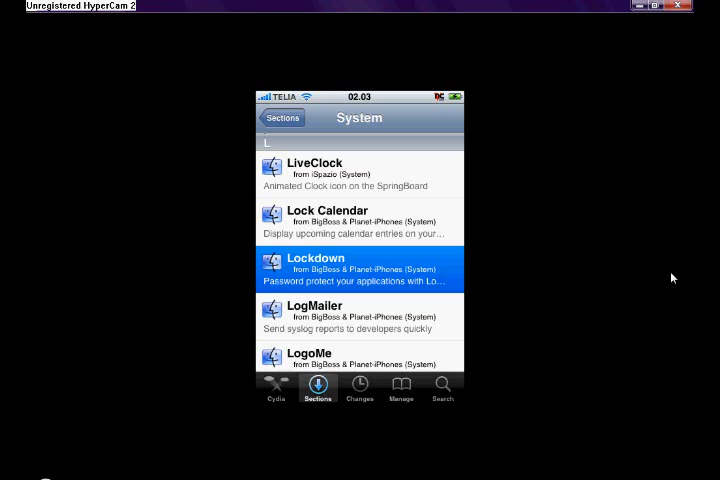 Unregistered HyperCam 2
TELIA 02.03
Sections System
L
LiveClock
from iSpazio (System)
Animated Clock icon on the SpringBoard
Lock Calendar
from BigBoss & Planet-iPhones (System)
Display upcoming calendar entries on your...
Lockdown
from BigBoss & Planet-iPhones (System)
Password protect your applications with Lo...
LogMailer
from BigBoss & Planet-iPhones (System)
Send syslog reports to developers quickly
LogoMe
from BigBoss & Planet-iPhones (System)
Cydia Sections Changes Manage Search